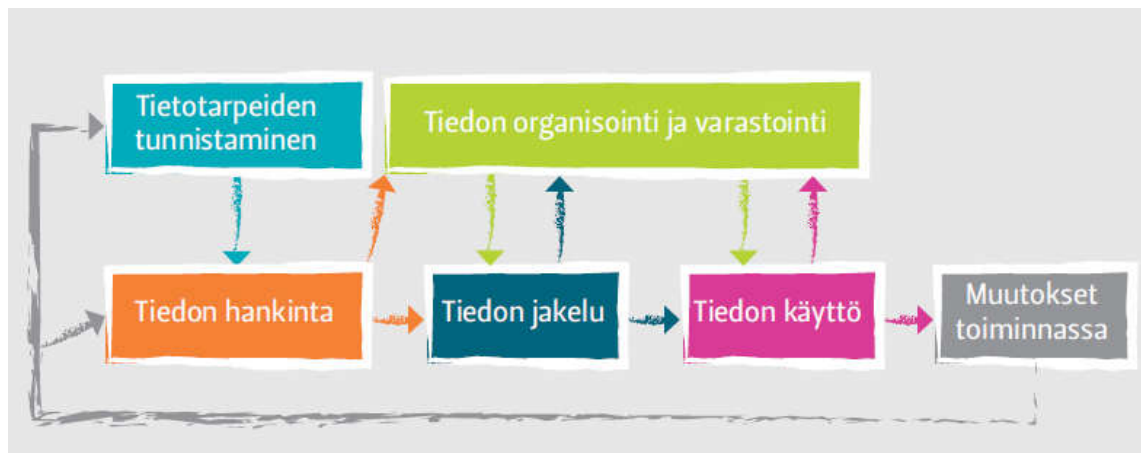 Tietotarpeiden
tunnistaminen
Tiedon organisointi ja varastointi
Tiedon hankinta
Tiedon jakelu
Tiedon käyttö
Muutokset
toiminnassa